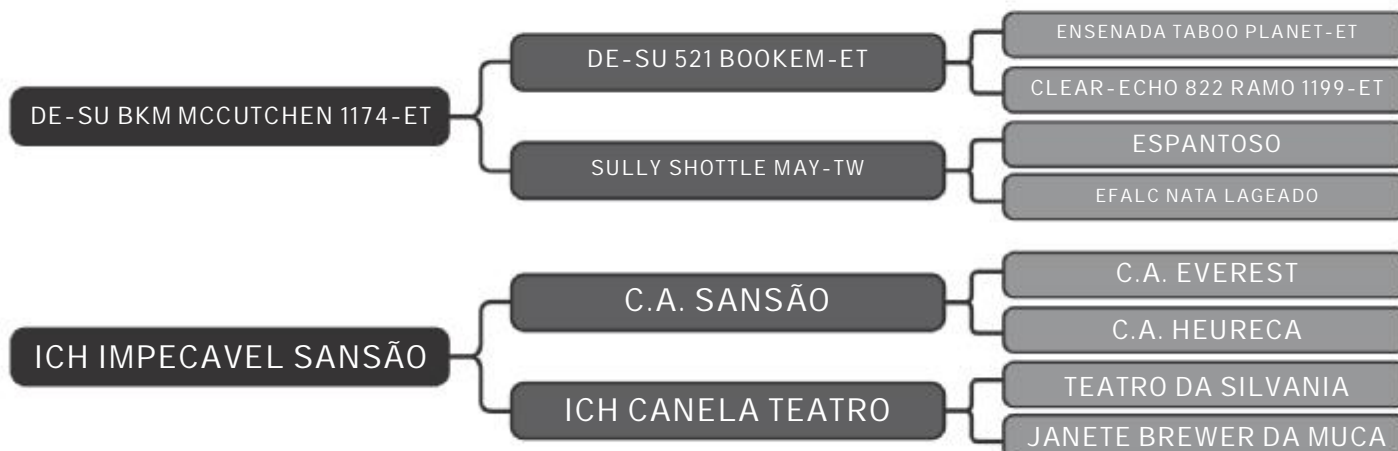 ENSENADA TABOO PLANET-ET
DE-SU 521 BOOKEM-ET
CLEAR-ECHO 822 RAMO 1199-ET
DE-SU BKM MCCUTCHEN 1174-ET
ESPANTOSO
SULLY SHOTTLE MAY-TW
EFALC NATA LAGEADO
C.A. EVEREST
C.A. SANSÃO
C.A. HEURECA
ICH IMPECAVEL SANSÃO
TEATRO DA SILVANIA
ICH CANELA TEATRO
JANETE BREWER DA MUCA